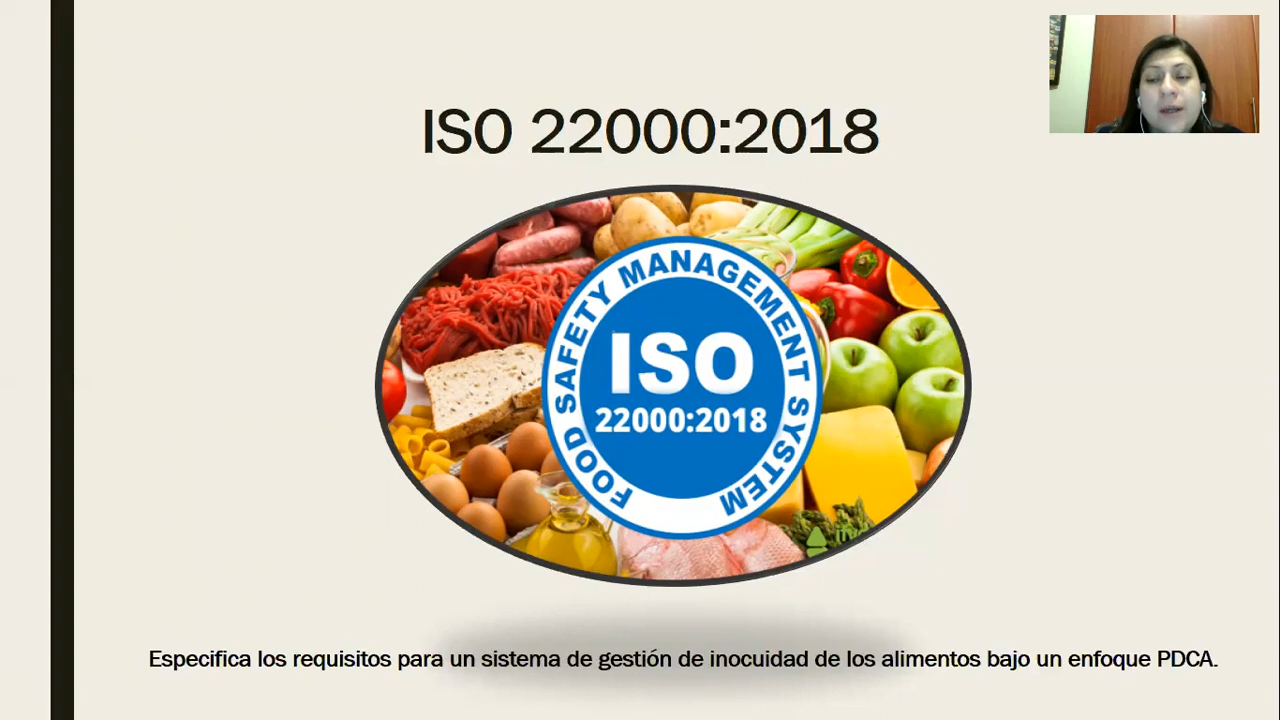 ISO 22000:2018
FOOD SAFETY MANAGEMENT SYSTEM
ISO
22000:2018
Especifica los requisitos para un sistema de gestión de inocuidad de los alimentos bajo un enfoque PDCA.